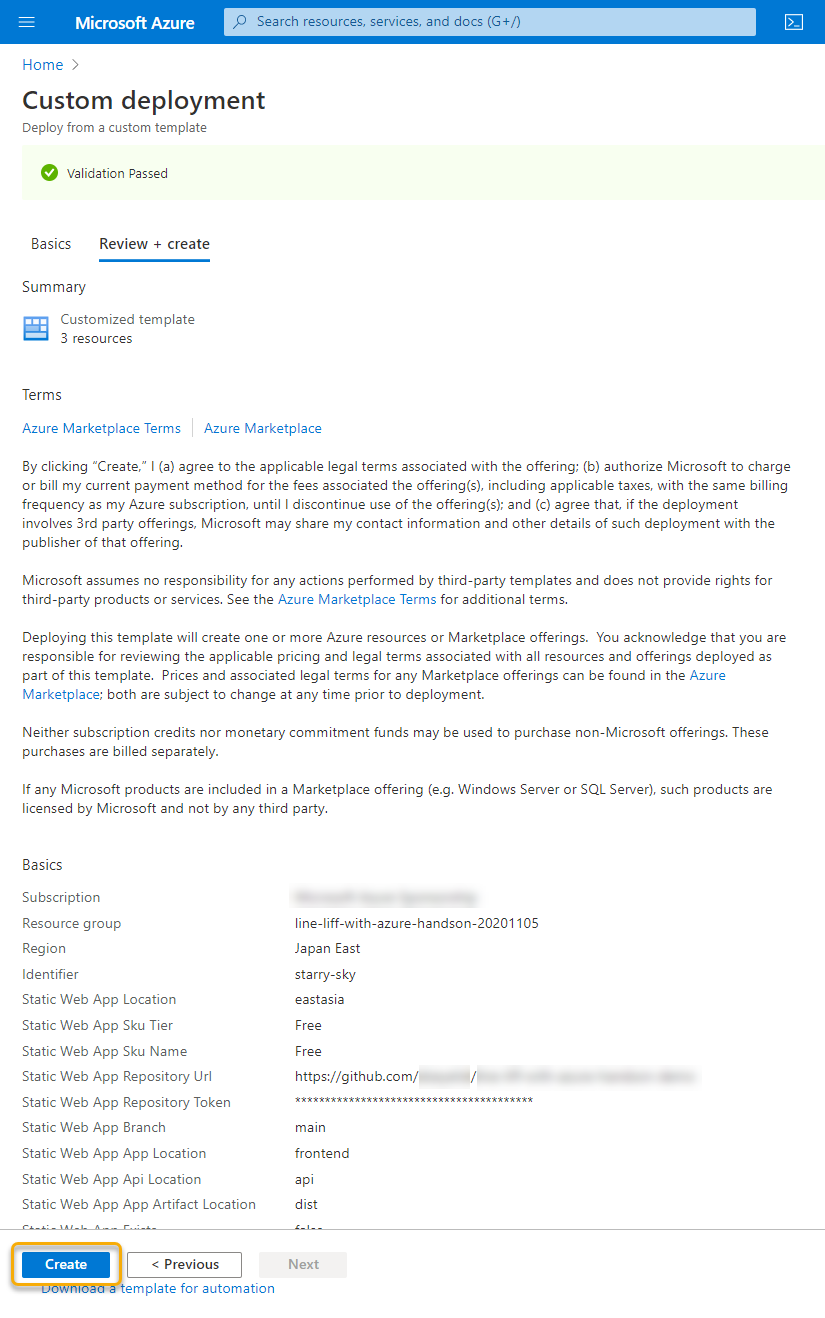 Microsoft Azure
Search resources, services, and docs (G+/)
Home
Custom deployment
Deploy from a custom template
Validation Passed
Basics
Review + create
Summary
Customized template
3 resources
Terms
Azure Marketplace Terms
Azure Marketplace
By clicking “Create,” I (a) agree to the applicable legal terms associated with the offering; (b) authorize Microsoft to charge
or bill my current payment method for the fees associated the offering(s), including applicable taxes, with the same billing
frequency as my Azure subscription, until I discontinue use of the offering(s); and (c) agree that, if the deployment
involves 3rd party offerings, Microsoft may share my contact information and other details of such deployment with the
publisher of that offering.
Microsoft assumes no responsibility for any actions performed by third-party templates and does not provide rights for
third-party products or services. See the Azure Marketplace Terms for additional terms.
Deploying this template will create one or more Azure resources or Marketplace offerings.  You acknowledge that you are
responsible for reviewing the applicable pricing and legal terms associated with all resources and offerings deployed as
part of this template.  Prices and associated legal terms for any Marketplace offerings can be found in the Azure
Marketplace; both are subject to change at any time prior to deployment.
Neither subscription credits nor monetary commitment funds may be used to purchase non-Microsoft offerings. These
purchases are billed separately.
If any Microsoft products are included in a Marketplace offering (e.g. Windows Server or SQL Server), such products are
licensed by Microsoft and not by any third party.
Basics
Subscription
Resource group line-liff-with-azure-handson-20201105
Region Japan East
Identifier starry-sky
Static Web App Location eastasia
Static Web App Sku Tier Free
Static Web App Sku Name Free
Static Web App Repository Url https://github.com/ /
Static Web App Repository Token ****************************************
Static Web App Branch main
Static Web App App Location frontend
Static Web App Api Location api
Static Web App App Artifact Location dist
Static Web App Exists false
Create
< Previous
Next
Download a template for automation